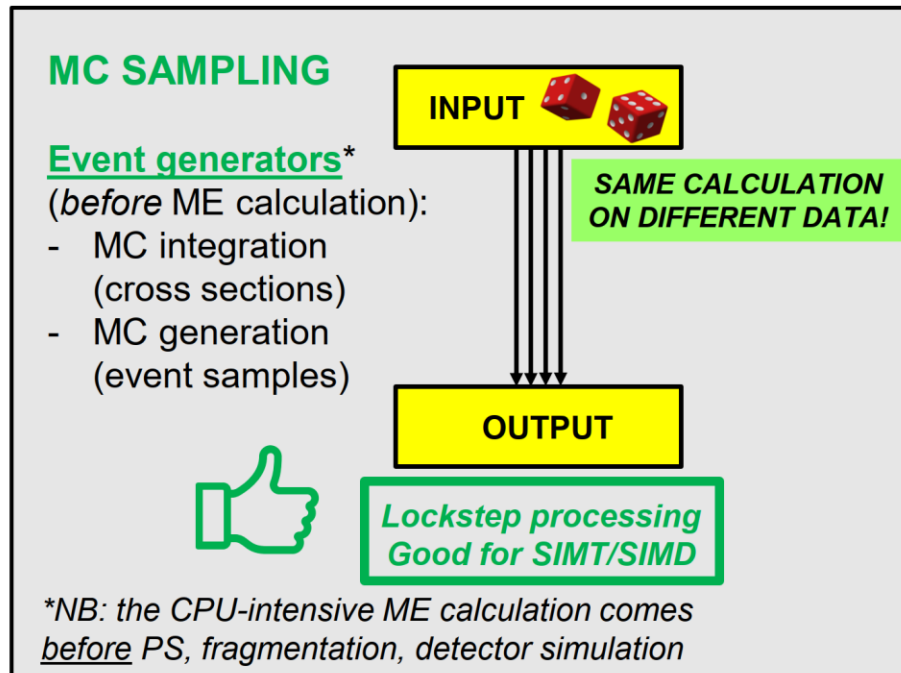 MC SAMPLING
Event generators*
(before ME calculation):
- MC integration
(cross sections)
- MC generation
(event samples)
INPUT
SAME CALCULATION
ON DIFFERENT DATA!
OUTPUT
Lockstep processing
Good for SIMT/SIMD
*NB: the CPU-intensive ME calculation comes
before PS, fragmentation, detector simulation